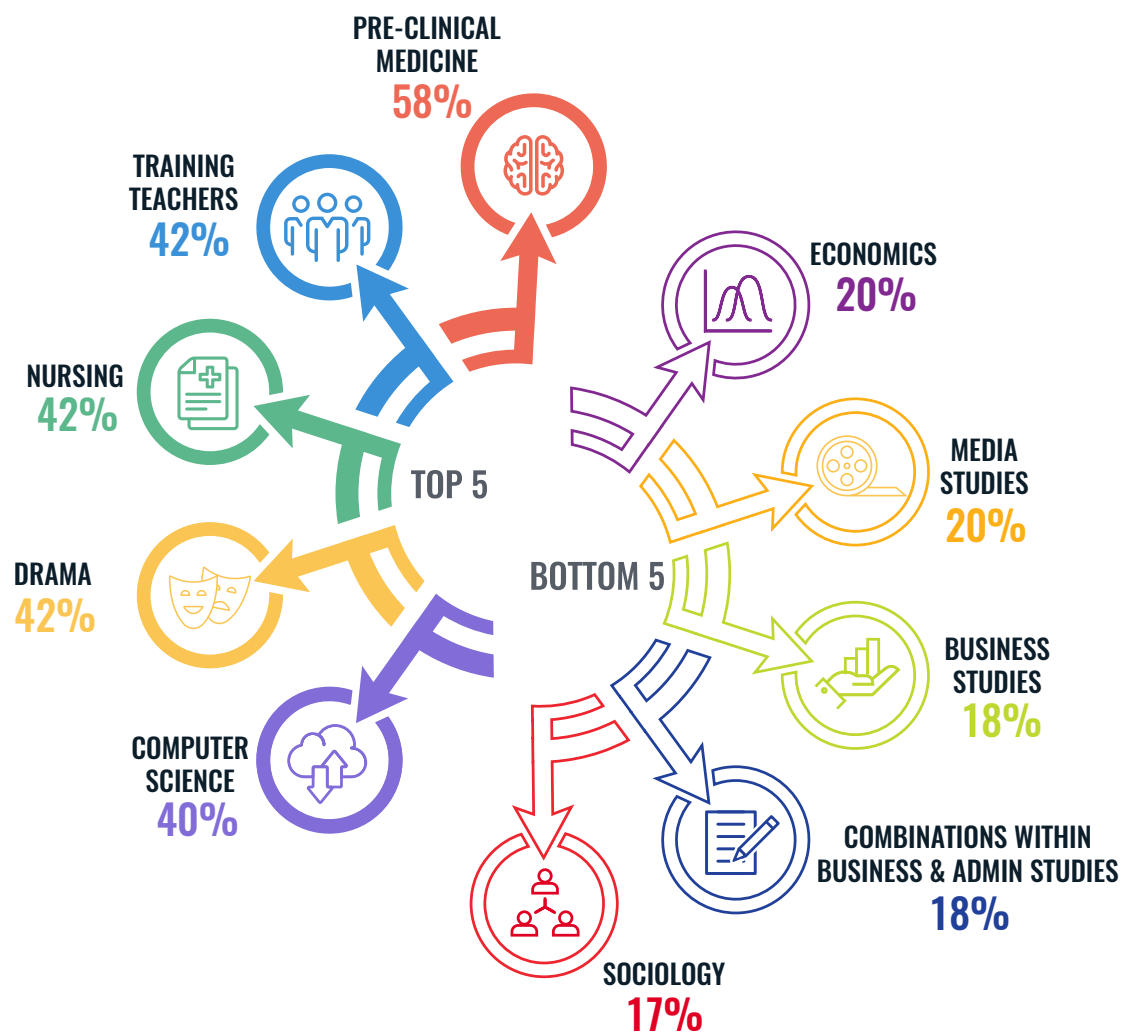 PRE-CLINICAL
MEDICINE
58%
TRAINING
TEACHERS
42%
NURSING
42%
TOP 5
DRAMA
42%
COMPUTER
SCIENCE
40%
ECONOMICS
20%
MEDIA
STUDIES
20%
BOTTOM 5
BUSINESS
STUDIES
18%
COMBINATIONS WITHIN
BUSINESS & ADMIN STUDIES
18%
SOCIOLOGY
17%